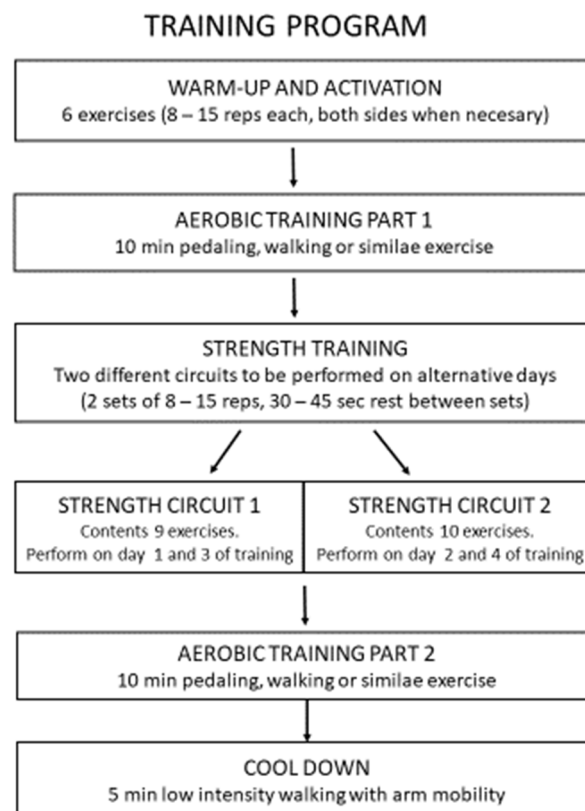 TRAINING PROGRAM
WARM-UP AND ACTIVATION
6 exercises (8 – 15 reps each, both sides when necesary)
AEROBIC TRAINING PART 1
10 min pedaling, walking or similae exercise
STRENGTH TRAINING
Two different circuits to be performed on alternative days
(2 sets of 8 – 15 reps, 30 – 45 sec rest between sets)
STRENGTH CIRCUIT 1
Contents 9 exercises.
Perform on day 1 and 3 of training
STRENGTH CIRCUIT 2
Contents 10 exercises.
Perform on day 2 and 4 of training
AEROBIC TRAINING PART 2
10 min pedaling, walking or similae exercise
COOL DOWN
5 min low intensity walking with arm mobility